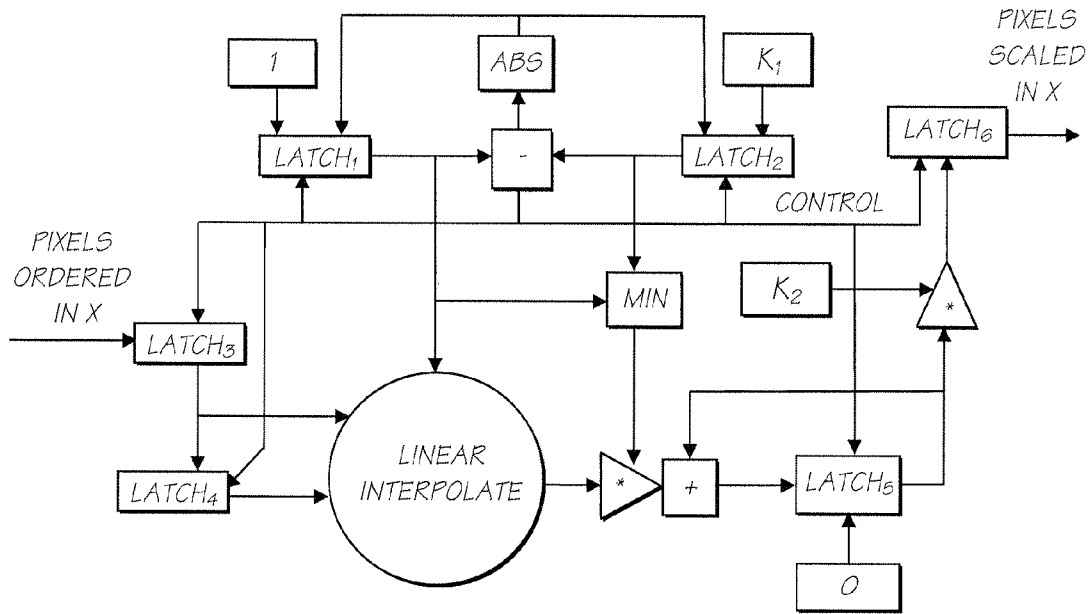 PIXELS
SCALED
IN X
1
ABS
K₁
LATCH₁
-
LATCH₂
LATCH₆
CONTROL
PIXELS
ORDERED
IN X
MIN
K₂
*
LATCH₃
LINEAR
INTERPOLATE
LATCH₄
*
+
LATCH₅
0